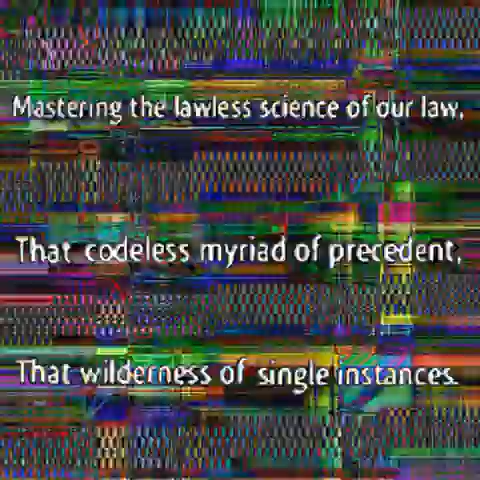 Mastering the lawless science of our law,
That codeless myriad of precedent,
That wilderness of single instances.